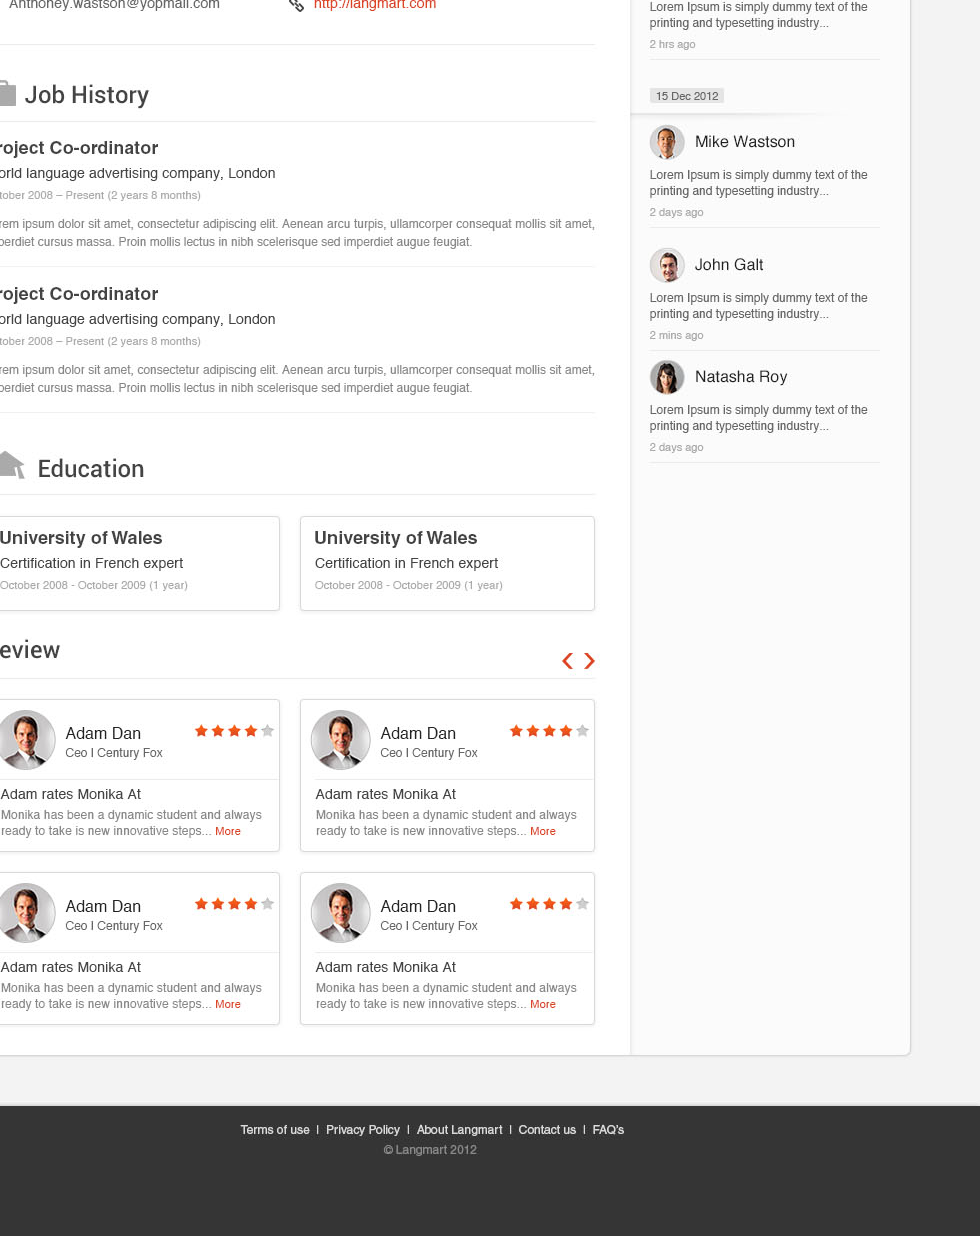 Anthoney.wastson@yopmail.com
http://langmart.com
Job History
roject Co-ordinator
orld language advertising company, London
tober 2008 – Present (2 years 8 months)
rem ipsum dolor sit amet, consectetur adipiscing elit. Aenean arcu turpis, ullamcorper consequat mollis sit amet,
perdiet cursus massa. Proin mollis lectus in nibh scelerisque sed imperdiet augue feugiat.
roject Co-ordinator
orld language advertising company, London
tober 2008 – Present (2 years 8 months)
rem ipsum dolor sit amet, consectetur adipiscing elit. Aenean arcu turpis, ullamcorper consequat mollis sit amet,
perdiet cursus massa. Proin mollis lectus in nibh scelerisque sed imperdiet augue feugiat.
Education
University of Wales
Certification in French expert
October 2008 - October 2009 (1 year)
University of Wales
Certification in French expert
October 2008 - October 2009 (1 year)
eview
Adam Dan
Ceo I Century Fox
Adam rates Monika At
Monika has been a dynamic student and always
ready to take is new innovative steps... More
Adam Dan
Ceo I Century Fox
Adam rates Monika At
Monika has been a dynamic student and always
ready to take is new innovative steps... More
Adam Dan
Ceo I Century Fox
Adam rates Monika At
Monika has been a dynamic student and always
ready to take is new innovative steps... More
Adam Dan
Ceo I Century Fox
Adam rates Monika At
Monika has been a dynamic student and always
ready to take is new innovative steps... More
Lorem Ipsum is simply dummy text of the
printing and typesetting industry...
2 hrs ago
15 Dec 2012
Mike Wastson
Lorem Ipsum is simply dummy text of the
printing and typesetting industry...
2 days ago
John Galt
Lorem Ipsum is simply dummy text of the
printing and typesetting industry...
2 mins ago
Natasha Roy
Lorem Ipsum is simply dummy text of the
printing and typesetting industry...
2 days ago
Terms of use | Privacy Policy | About Langmart | Contact us | FAQ's
© Langmart 2012